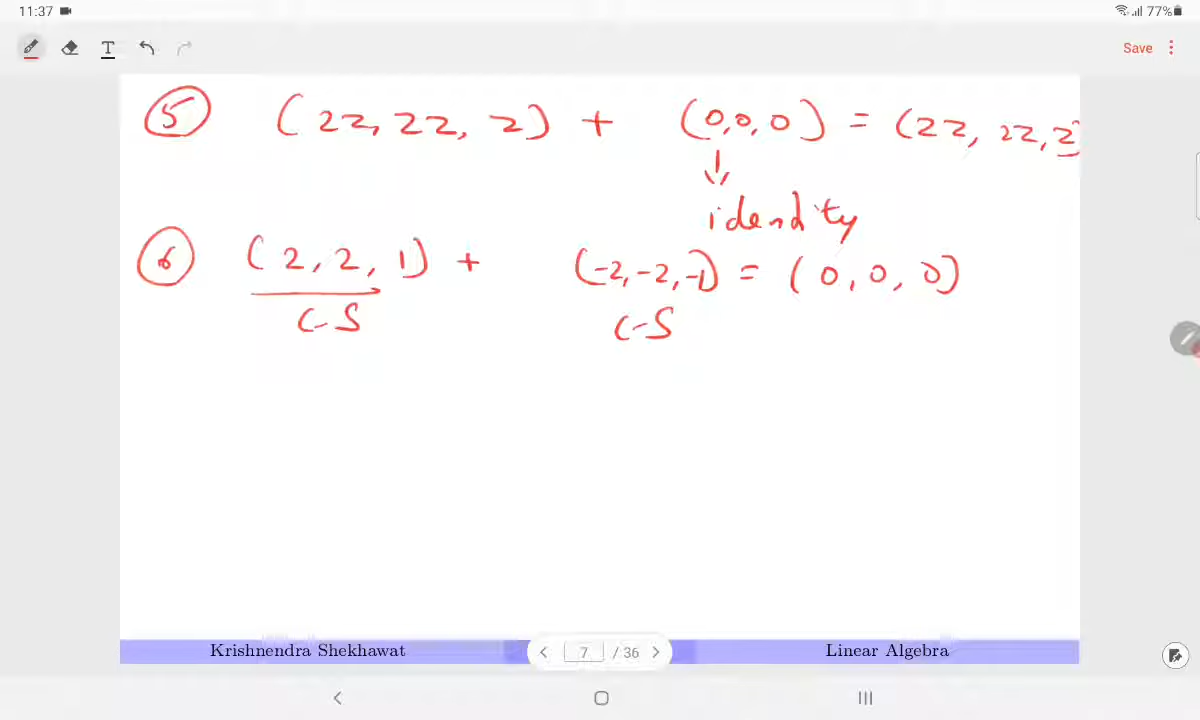 11:37 77%
T Save
5 (22, 22, 2) + (0,0,0) = (22, 22, 2)
↓
identity
6 (2, 2, 1) + (-2, -2, -1) = (0, 0, 0)
Krishnendra Shekhawat 7 / 36 Linear Algebra